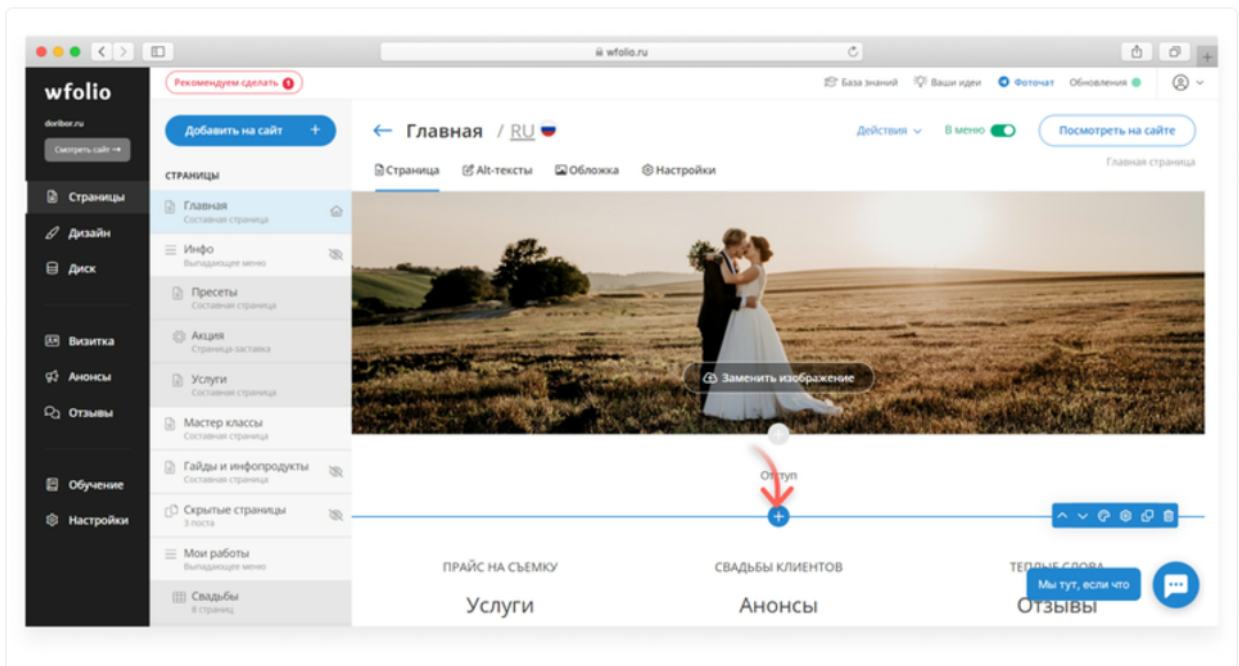 wfolio.ru
wfolio
doribor.ru
Смотреть сайт →
Страницы
Дизайн
Диск
Визитка
Анонсы
Отзывы
Обучение
Настройки
Рекомендуем сделать 1
Добавить на сайт +
СТРАНИЦЫ
Главная
Составная страница
Инфо
Выпадающее меню
Пресеты
Составная страница
Акция
Страница-заставка
Услуги
Составная страница
Мастер классы
Составная страница
Гайды и инфопродукты
Составная страница
Скрытые страницы
3 поста
Мои работы
Выпадающее меню
Свадьбы
8 страниц
База знаний Ваши идеи Фоточат Обновления
← Главная / RU
Действия В меню Посмотреть на сайте
Главная страница
Страница Alt-тексты Обложка Настройки
Заменить изображение
Отступ
ПРАЙС НА СЪЕМКУ СВАДЬБЫ КЛИЕНТОВ ТЕПЛЫЕ СЛОВА
Мы тут, если что
Услуги Анонсы Отзывы